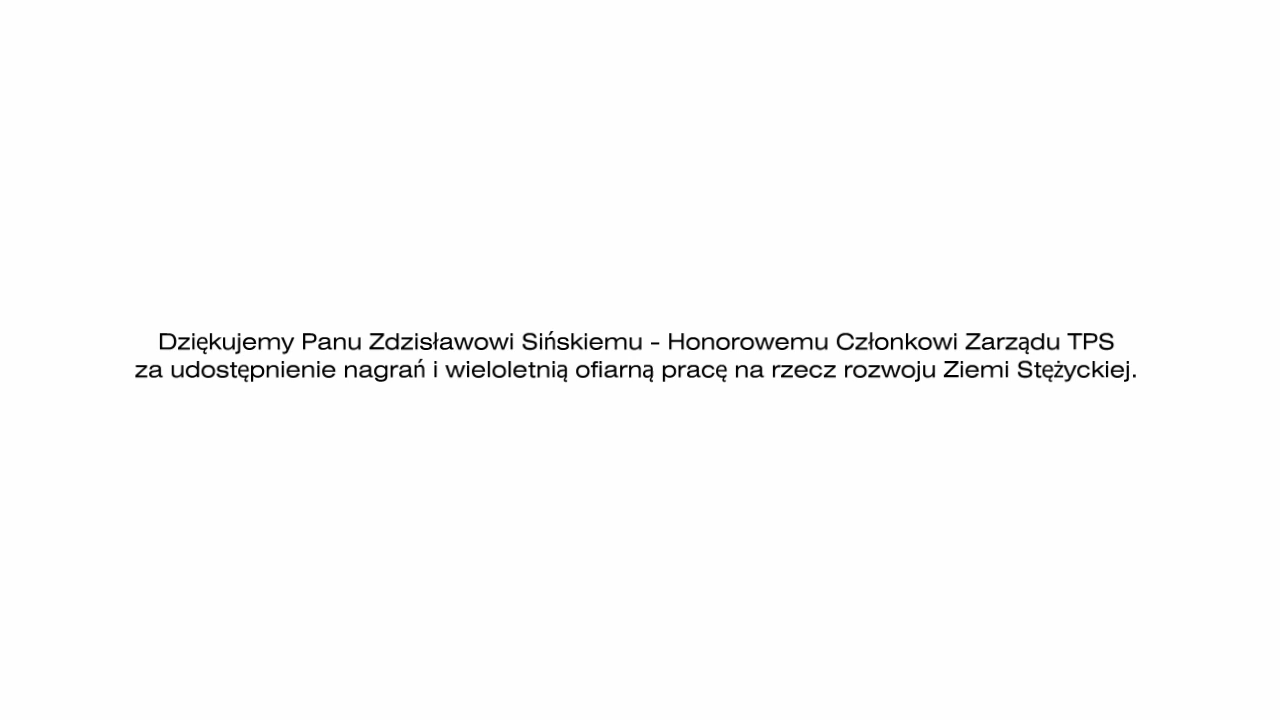 Dziękujemy Panu Zdzisławowi Sińskiemu - Honorowemu Członkowi Zarządu TPS
za udostępnienie nagrań i wieloletnią ofiarną pracę na rzecz rozwoju Ziemi Stężyckiej.